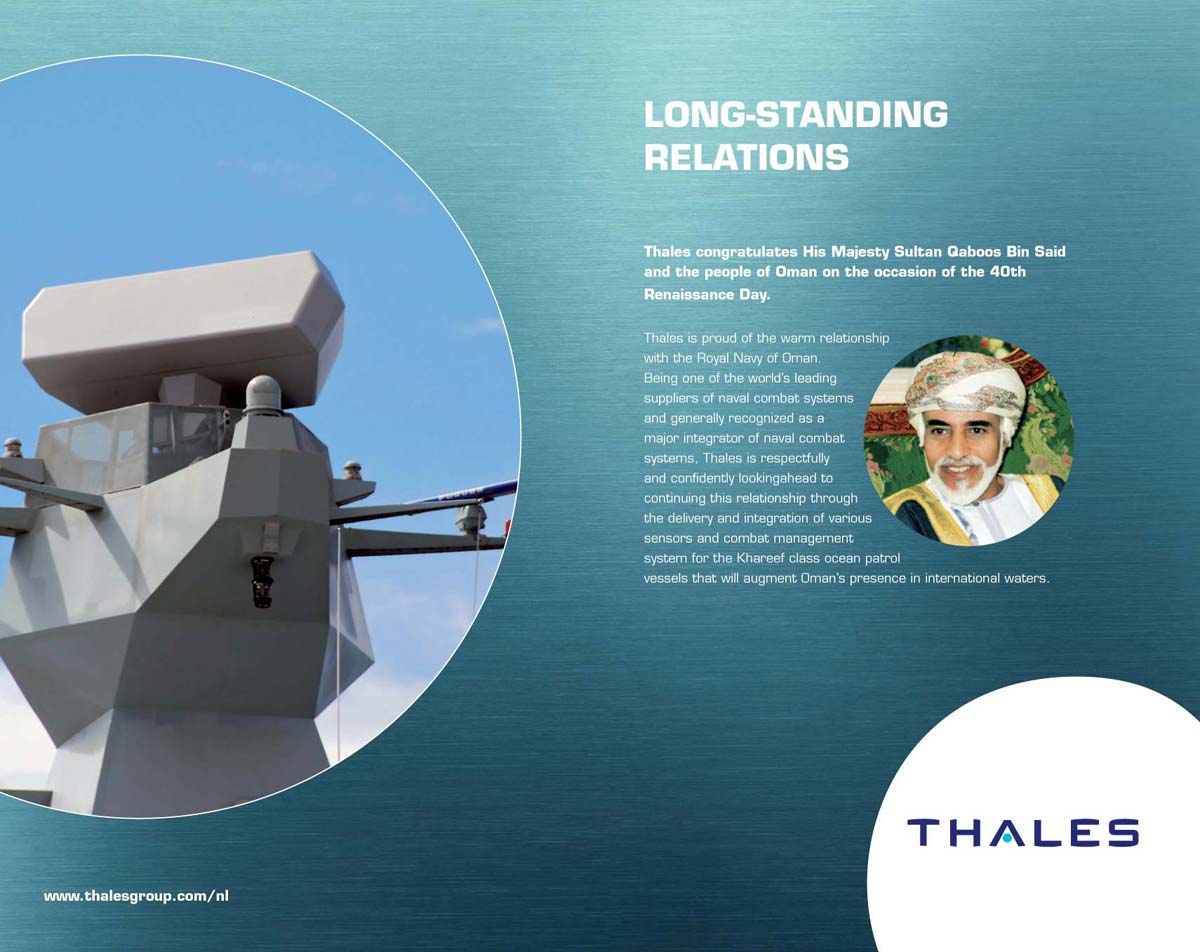 LONG-STANDING
RELATIONS
Thales congratulates His Majesty Sultan Qaboos Bin Said
and the people of Oman on the occasion of the 40th
Renaissance Day.
Thales is proud of the warm relationship
with the Royal Navy of Oman.
Being one of the world's leading
suppliers of naval combat systems
and generally recognized as a
major integrator of naval combat
systems, Thales is respectfully
and confidently lookingahead to
continuing this relationship through
the delivery and integration of various
sensors and combat management
system for the Khareef class ocean patrol
vessels that will augment Oman's presence in international waters.
THALES
www.thalesgroup.com/nl